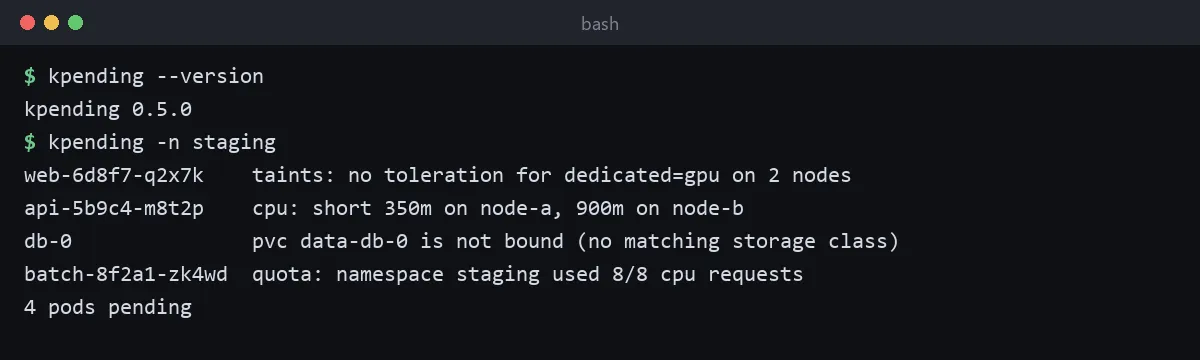 bash
$ kpending --version
kpending 0.5.0
$ kpending -n staging
web-6d8f7-q2x7k    taints: no toleration for dedicated=gpu on 2 nodes
api-5b9c4-m8t2p    cpu: short 350m on node-a, 900m on node-b
db-0               pvc data-db-0 is not bound (no matching storage class)
batch-8f2a1-zk4wd  quota: namespace staging used 8/8 cpu requests
4 pods pending